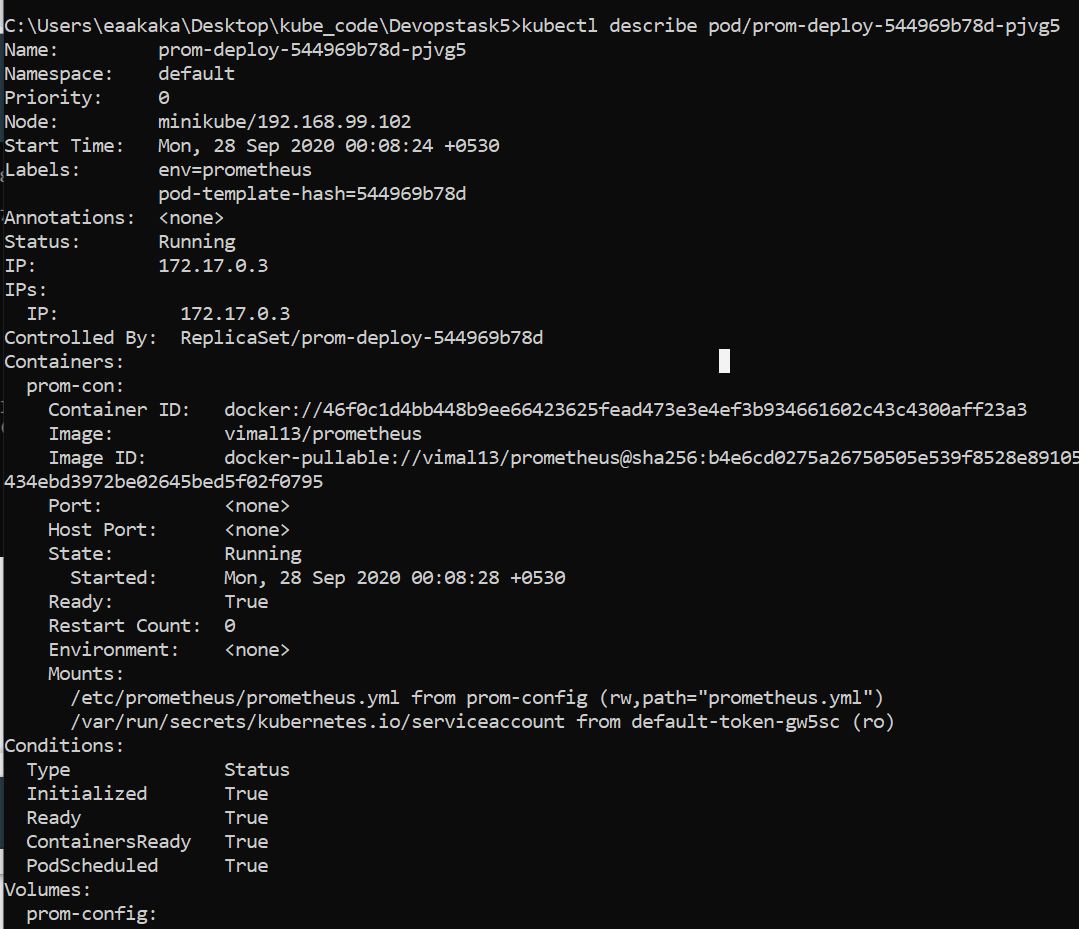 C:\Users\eaakaka\Desktop\kube_code\Devopstask5>kubectl describe pod/prom-deploy-544969b78d-pjvg5
Name:         prom-deploy-544969b78d-pjvg5
Namespace:    default
Priority:     0
Node:         minikube/192.168.99.102
Start Time:   Mon, 28 Sep 2020 00:08:24 +0530
Labels:       env=prometheus
              pod-template-hash=544969b78d
Annotations:  <none>
Status:       Running
IP:           172.17.0.3
IPs:
  IP:           172.17.0.3
Controlled By:  ReplicaSet/prom-deploy-544969b78d
Containers:
  prom-con:
    Container ID:   docker://46f0c1d4bb448b9ee66423625fead473e3e4ef3b934661602c43c4300aff23a3
    Image:          vimal13/prometheus
    Image ID:       docker-pullable://vimal13/prometheus@sha256:b4e6cd0275a26750505e539f8528e89105
434ebd3972be02645bed5f02f0795
    Port:           <none>
    Host Port:      <none>
    State:          Running
      Started:      Mon, 28 Sep 2020 00:08:28 +0530
    Ready:          True
    Restart Count:  0
    Environment:    <none>
    Mounts:
      /etc/prometheus/prometheus.yml from prom-config (rw,path="prometheus.yml")
      /var/run/secrets/kubernetes.io/serviceaccount from default-token-gw5sc (ro)
Conditions:
  Type              Status
  Initialized       True
  Ready             True
  ContainersReady   True
  PodScheduled      True
Volumes:
  prom-config: